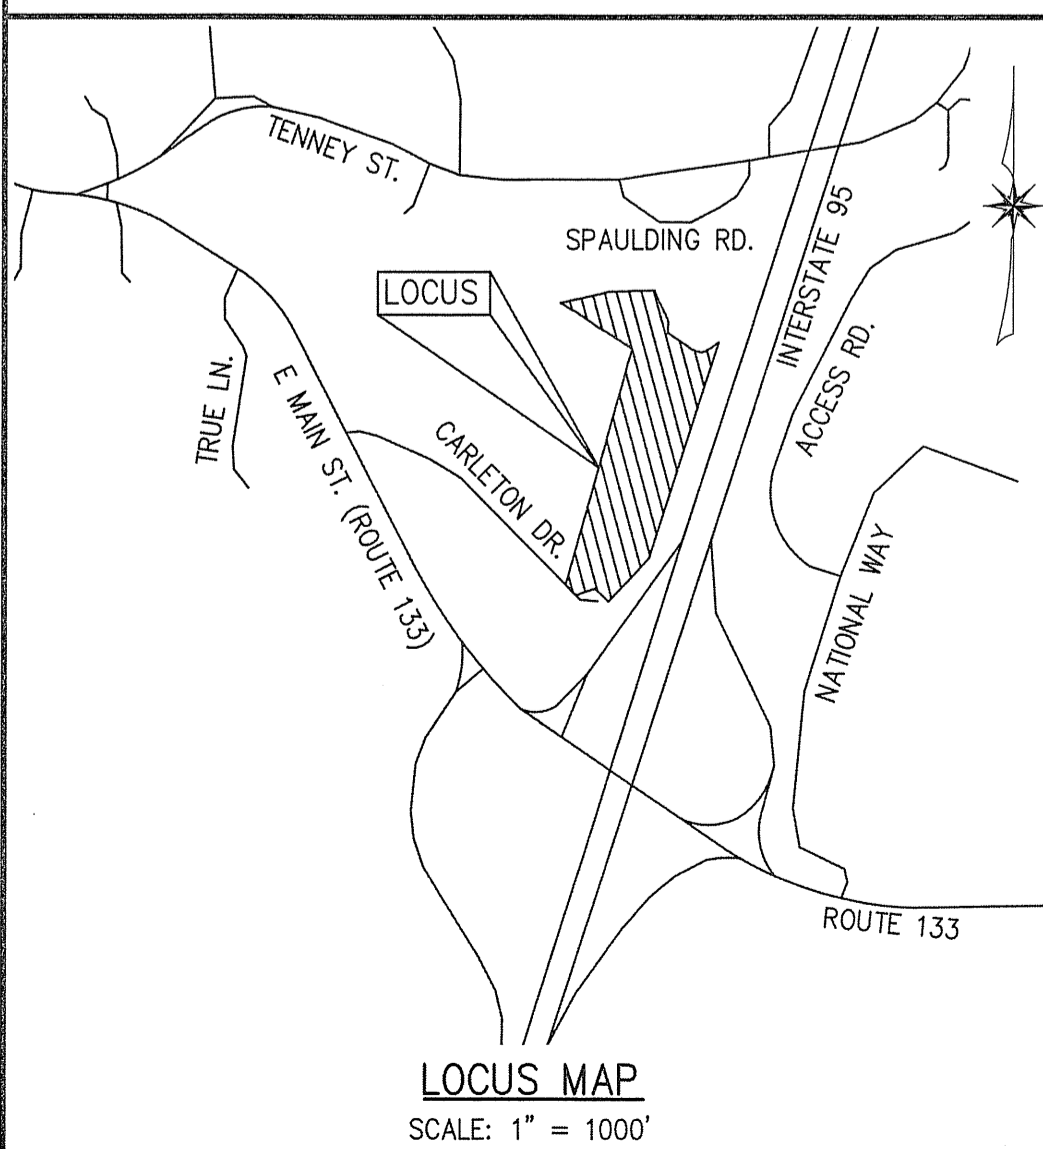 TENNEY ST.
SPAULDING RD.
INTERSTATE 95
LOCUS
ACCESS RD.
TRUE LN.
E MAIN ST. (ROUTE 133)
CARLETON DR.
NATIONAL WAY
ROUTE 133
LOCUS MAP
SCALE: 1" = 1000'